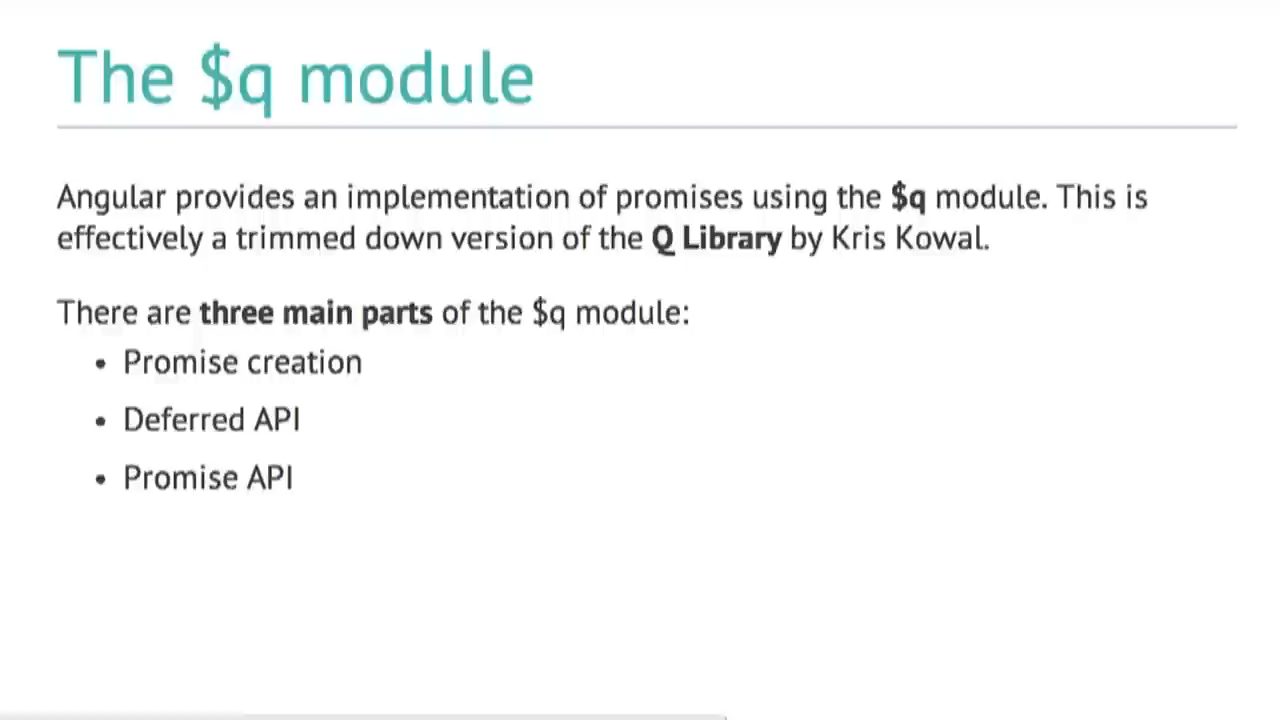 The $q module
Angular provides an implementation of promises using the $q module. This is
effectively a trimmed down version of the Q Library by Kris Kowal.
There are three main parts of the $q module:
• Promise creation
• Deferred API
• Promise API